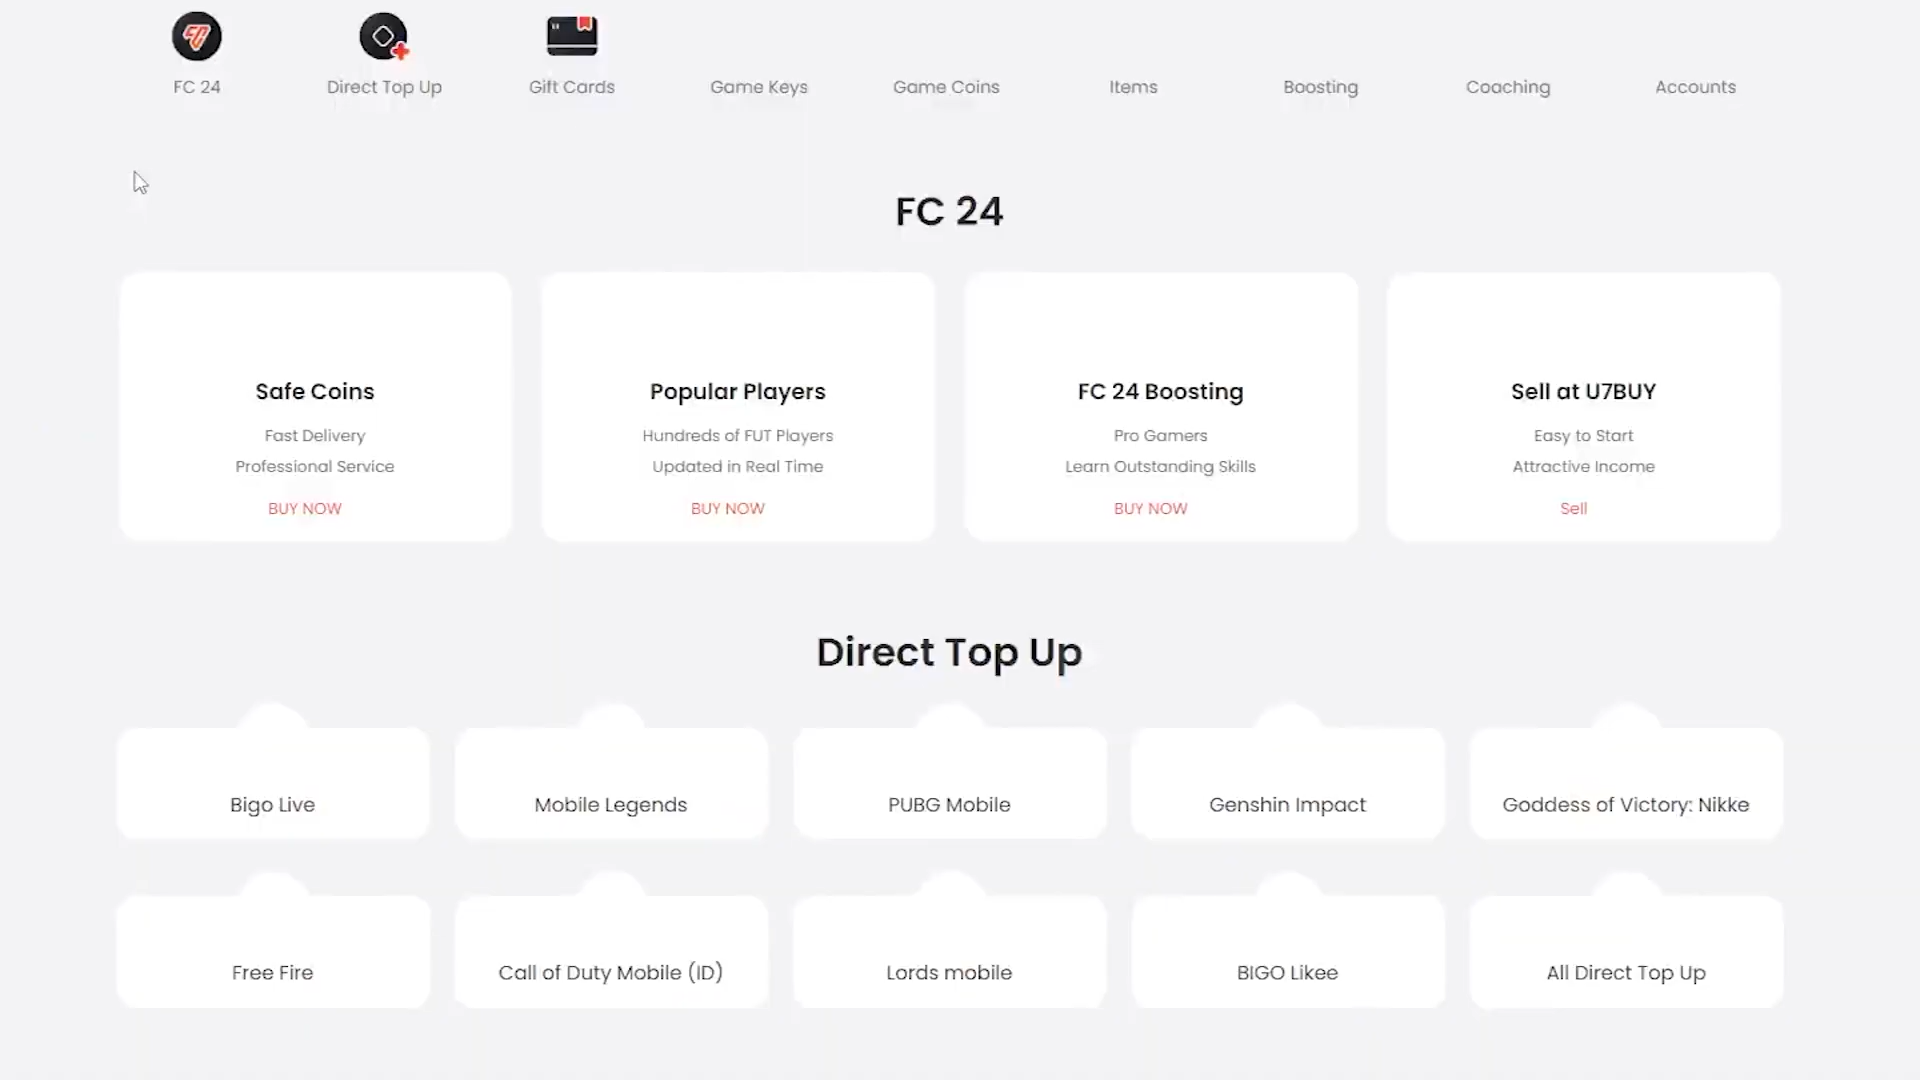 FC 24
Direct Top Up
Gift Cards
Game Keys
Game Coins
Items
Boosting
Coaching
Accounts
FC 24
Safe Coins
Fast Delivery
Professional Service
BUY NOW
Popular Players
Hundreds of FUT Players
Updated in Real Time
BUY NOW
FC 24 Boosting
Pro Gamers
Learn Outstanding Skills
BUY NOW
Sell at U7BUY
Easy to Start
Attractive Income
Sell
Direct Top Up
Bigo Live
Mobile Legends
PUBG Mobile
Genshin Impact
Goddess of Victory: Nikke
Free Fire
Call of Duty Mobile (ID)
Lords mobile
BIGO Likee
All Direct Top Up